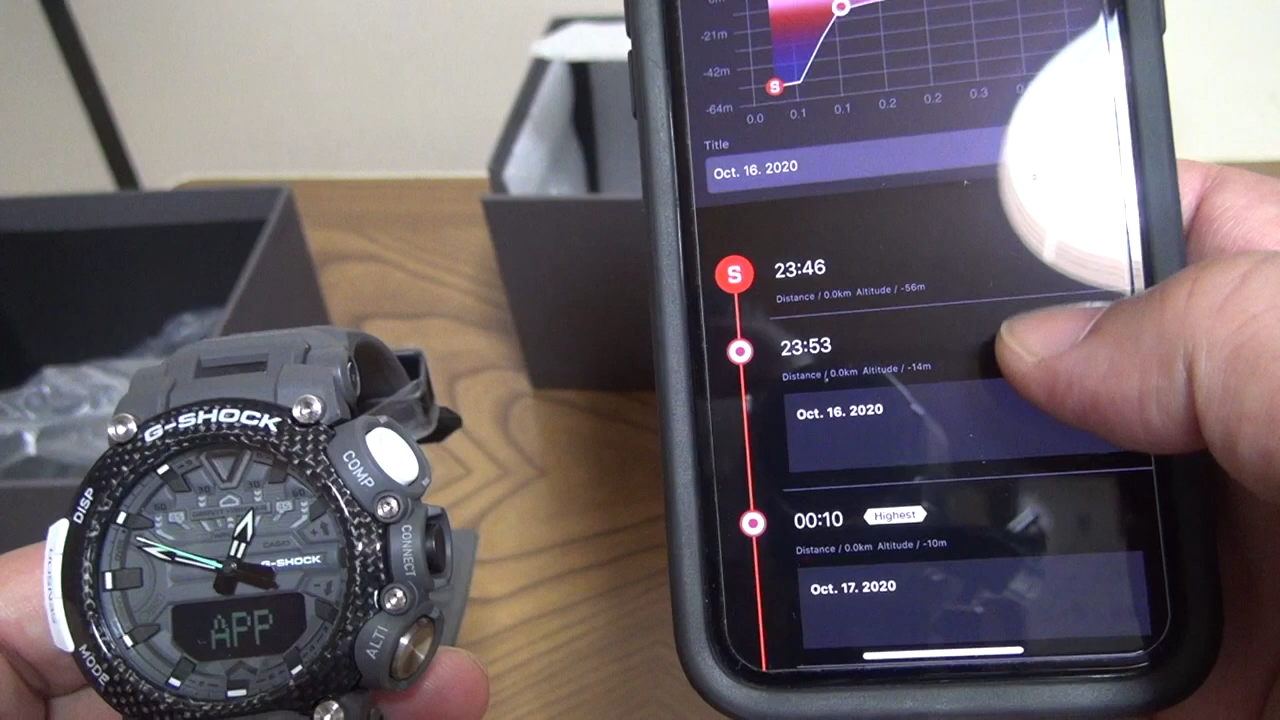 -21m
-42m
-64m
0.0 0.1 0.1 0.2 0.2 0.3
S
Title
Oct. 16. 2020
S 23:46
Distance / 0.0km Altitude / -56m
23:53
Distance / 0.0km Altitude / -14m
Oct. 16. 2020
00:10 Highest
Distance / 0.0km Altitude / -10m
Oct. 17. 2020
G-SHOCK
COMP
DISP
CONNECT
SENSOR
CASIO
G-SHOCK
APP
ALTI
MODE